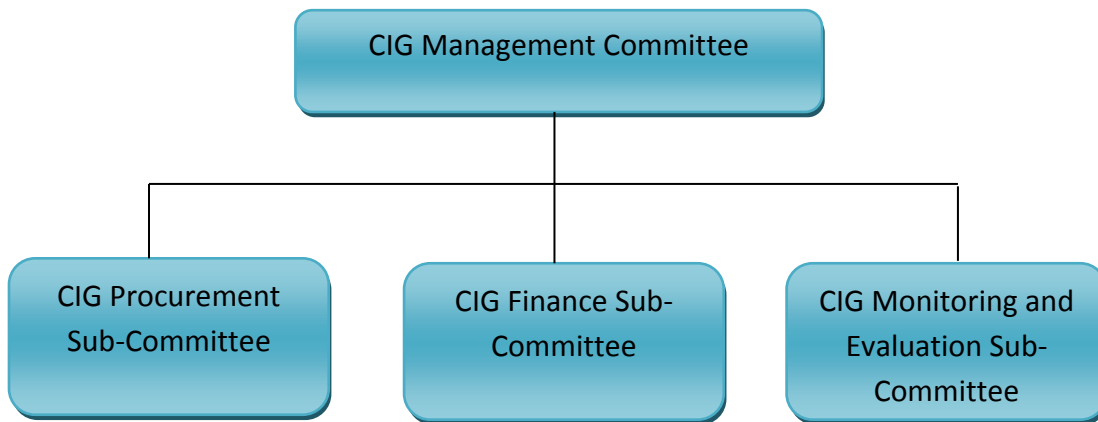 CIG Management Committee
CIG Procurement
Sub-Committee
CIG Finance Sub-
Committee
CIG Monitoring and
Evaluation Sub-
Committee